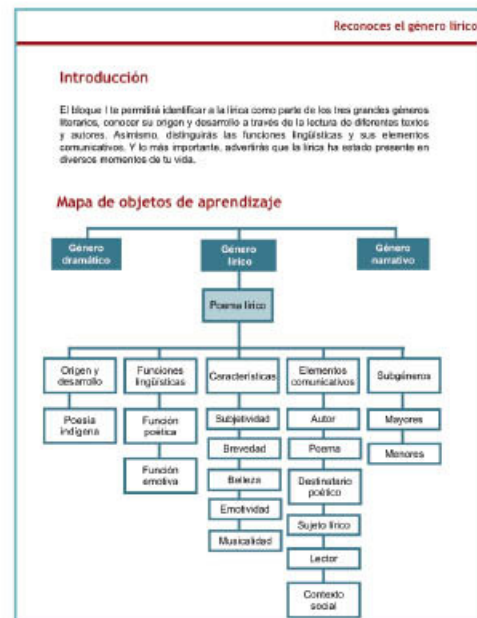 Reconoces el género lírico
Introducción
El bloque I te permitirá identificar a la lírica como parte de los tres grandes géneros
literarios, conocer su origen y desarrollo a través de la lectura de diferentes textos
y autores. Asimismo, distinguirás las funciones lingüísticas y sus elementos
comunicativos. Y lo más importante, advertirás que la lírica ha estado presente en
diversos momentos de tu vida.
Mapa de objetos de aprendizaje
Género
dramático
Género
lírico
Género
narrativo
Poema lírico
Origen y
desarrollo
Poesía
indígena
Funciones
lingüísticas
Función
poética
Función
emotiva
Características
Subjetividad
Brevedad
Belleza
Emotividad
Musicalidad
Elementos
comunicativos
Autor
Poema
Destinatario
poético
Sujeto lírico
Lector
Contexto
social
Subgéneros
Mayores
Menores